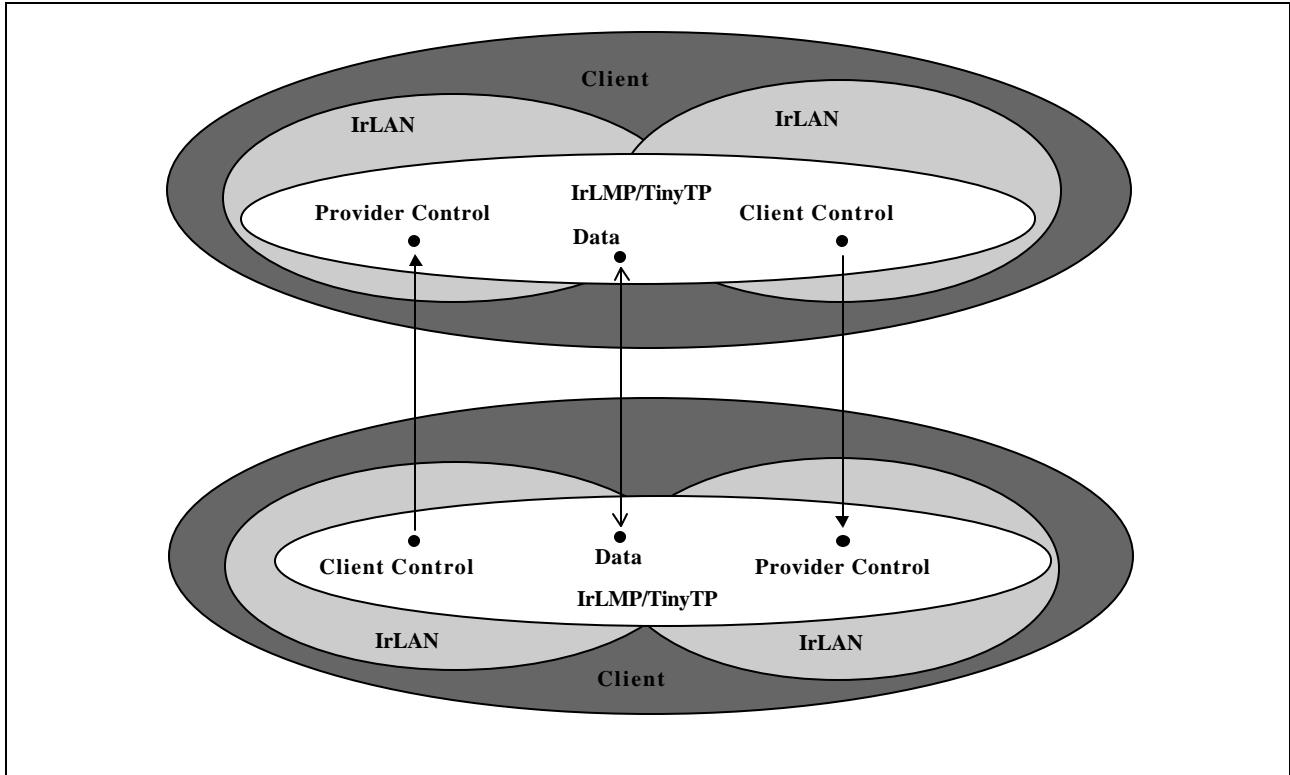 Client
IrLAN
IrLAN
IrLMP/TinyTP
Provider Control
Client Control
Data
Data
Client Control
Provider Control
IrLMP/TinyTP
IrLAN
IrLAN
Client